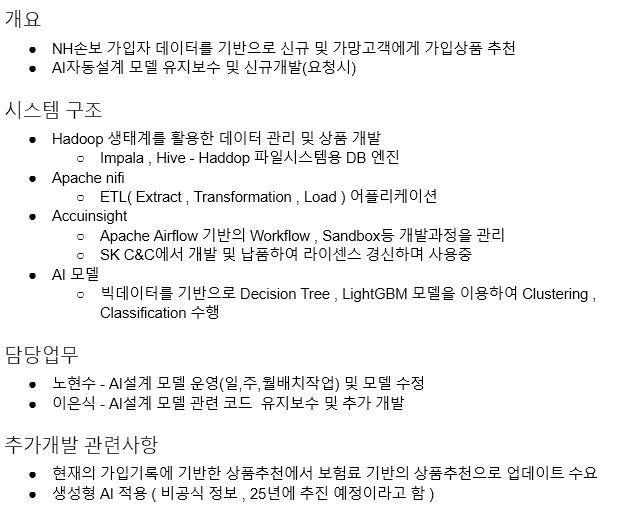 개요
● NH손보 가입자 데이터를 기반으로 신규 및 가망고객에게 가입상품 추천
● AI자동설계 모델 유지보수 및 신규개발(요청시)
시스템 구조
● Hadoop 생태계를 활용한 데이터 관리 및 상품 개발
○ Impala , Hive - Haddop 파일시스템용 DB 엔진
● Apache nifi
○ ETL( Extract , Transformation , Load ) 어플리케이션
● Accuinsight
○ Apache Airflow 기반의 Workflow , Sandbox등 개발과정을 관리
○ SK C&C에서 개발 및 납품하여 라이센스 경신하며 사용중
● AI 모델
○ 빅데이터를 기반으로 Decision Tree , LightGBM 모델을 이용하여 Clustering ,
Classification 수행
담당업무
● 노현수 - AI설계 모델 운영(일,주,월배치작업) 및 모델 수정
● 이은식 - AI설계 모델 관련 코드 유지보수 및 추가 개발
추가개발 관련사항
● 현재의 가입기록에 기반한 상품추천에서 보험료 기반의 상품추천으로 업데이트 수요
● 생성형 AI 적용 ( 비공식 정보 , 25년에 추진 예정이라고 함 )